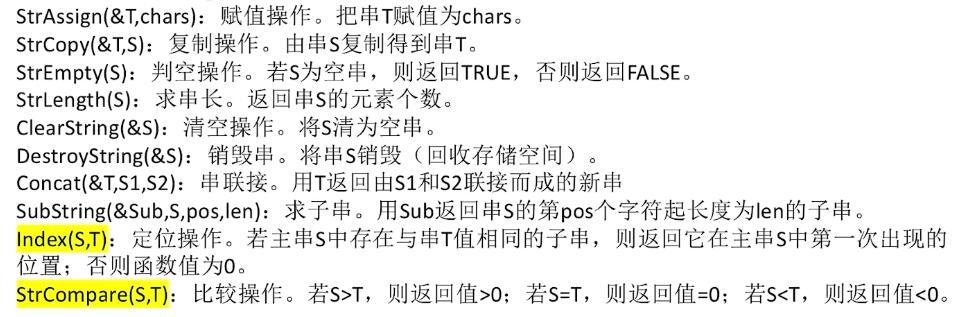 StrAssign(&T,chars)：赋值操作。把串T赋值为chars。
StrCopy(&T,S)：复制操作。由串S复制得到串T。
StrEmpty(S)：判空操作。若S为空串，则返回TRUE，否则返回FALSE。
StrLength(S)：求串长。返回串S的元素个数。
ClearString(&S)：清空操作。将S清为空串。
DestroyString(&S)：销毁串。将串S销毁（回收存储空间）。
Concat(&T,S1,S2)：串联接。用T返回由S1和S2联接而成的新串
SubString(&Sub,S,pos,len)：求子串。用Sub返回串S的第pos个字符起长度为len的子串。
Index(S,T)：定位操作。若主串S中存在与串T值相同的子串，则返回它在主串S中第一次出现的
位置；否则函数值为0。
StrCompare(S,T)：比较操作。若S>T，则返回值>0；若S=T，则返回值=0；若S<T，则返回值<0。